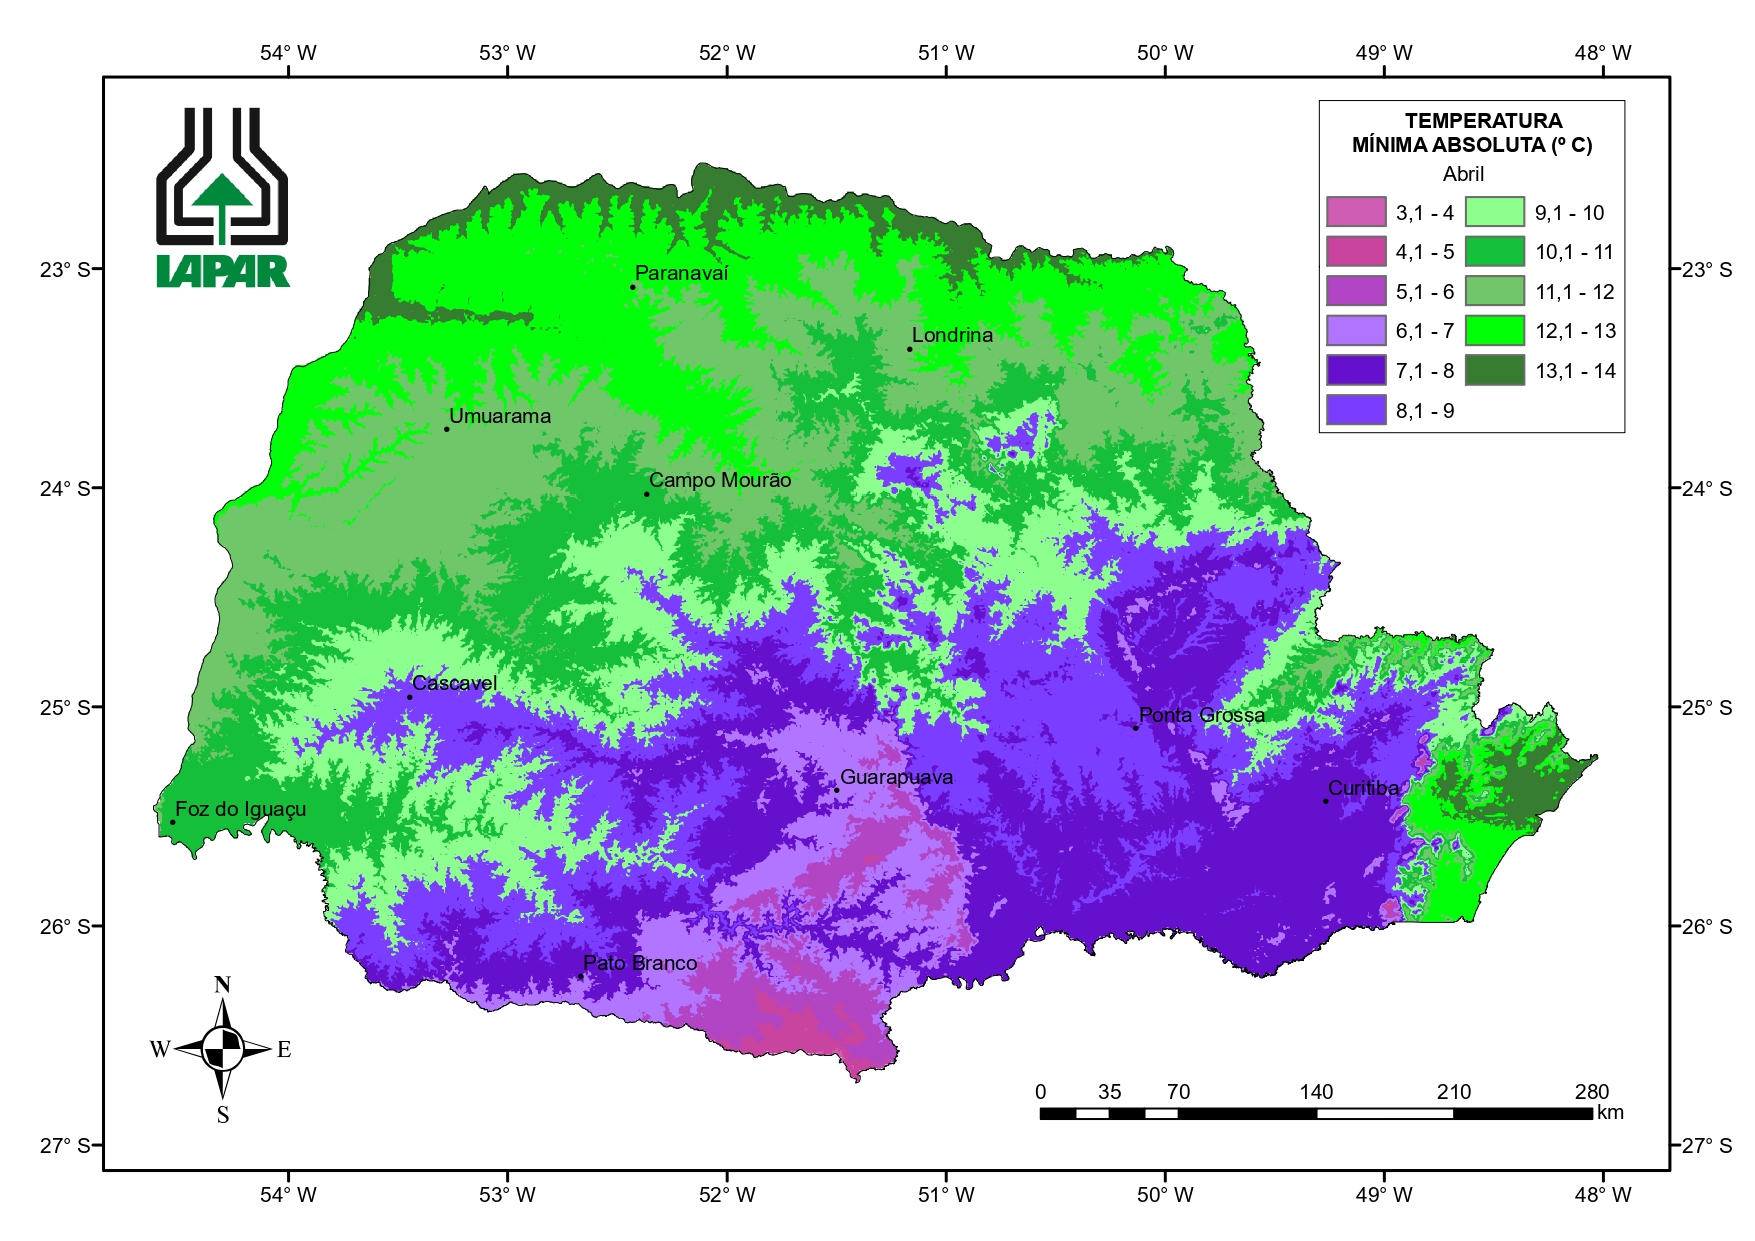 54° W 53° W 52° W 51° W 50° W 49° W 48° W
IAPAR
TEMPERATURA
MÍNIMA ABSOLUTA (º C)
Abril
3,1 - 4 9,1 - 10
4,1 - 5 10,1 - 11
5,1 - 6 11,1 - 12
6,1 - 7 12,1 - 13
7,1 - 8 13,1 - 14
8,1 - 9
23° S 23° S
Paranavaí
Londrina
Umuarama
Campo Mourão
24° S 24° S
Cascavel
25° S 25° S
Ponta Grossa
Guarapuava
Curitiba
Foz do Iguaçu
26° S 26° S
Pato Branco
N
W E
S
0 35 70 140 210 280
km
27° S 27° S
54° W 53° W 52° W 51° W 50° W 49° W 48° W